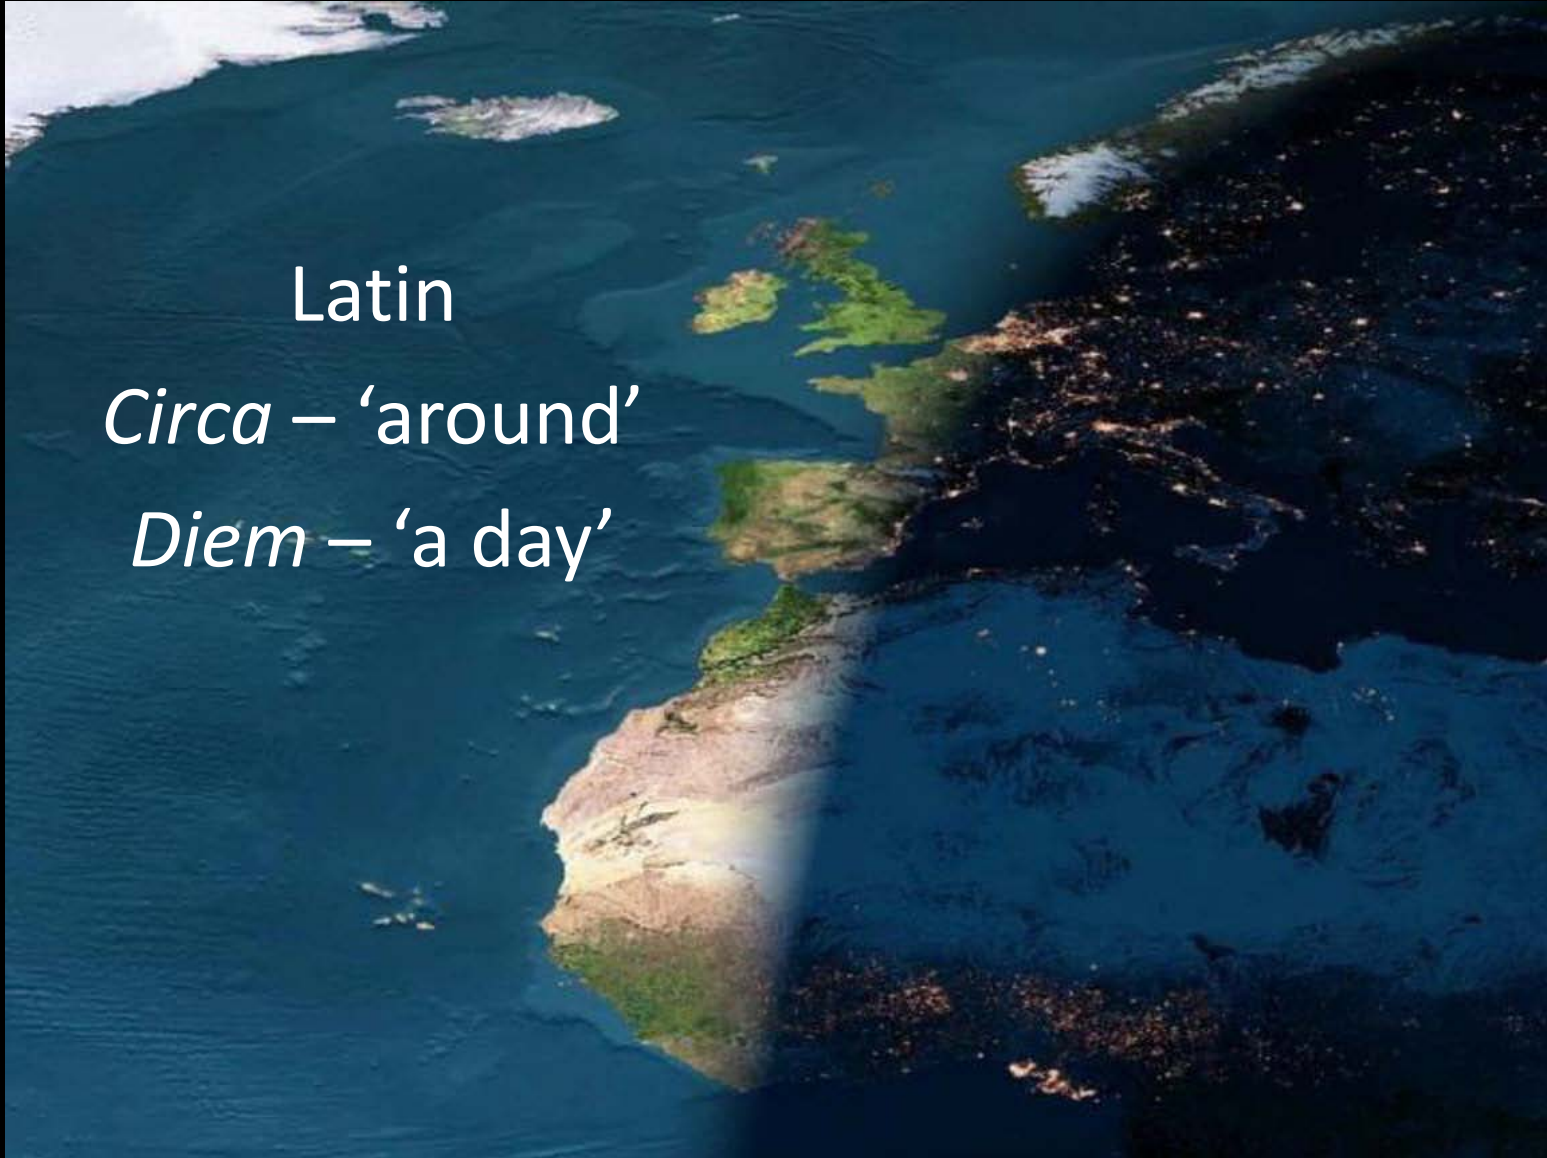 Latin
Circa – ‘around’
Diem – ‘a day’